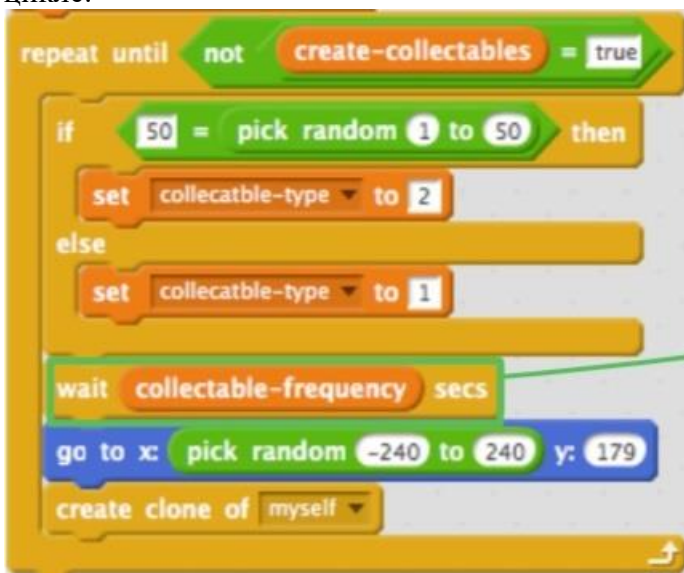 цикле.
repeat until not create-collectables = true
if 50 = pick random 1 to 50 then
set collecatble-type to 2
else
set collecatble-type to 1
wait collectable-frequency secs
go to x: pick random -240 to 240 y: 179
create clone of myself